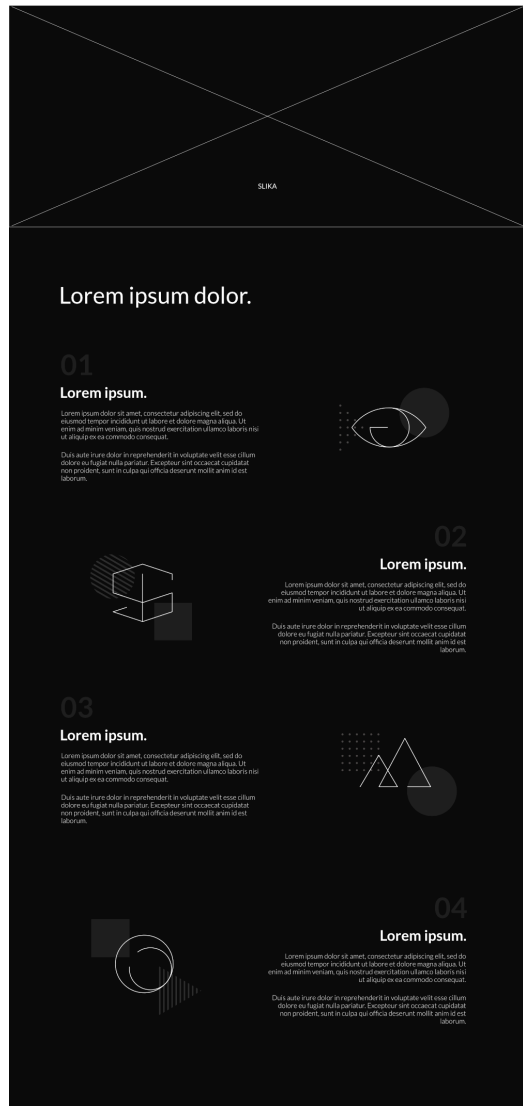 SLIKA
Lorem ipsum dolor.
01
Lorem ipsum.
Lorem ipsum dolor sit amet, consectetur adipiscing elit, sed do
eiusmod tempor incididunt ut labore et dolore magna aliqua. Ut
enim ad minim veniam, quis nostrud exercitation ullamco laboris nisi
ut aliquip ex ea commodo consequat.
Duis aute irure dolor in reprehenderit in voluptate velit esse cillum
dolore eu fugiat nulla pariatur. Excepteur sint occaecat cupidatat
non proident, sunt in culpa qui officia deserunt mollit anim id est
laborum.
02
Lorem ipsum.
Lorem ipsum dolor sit amet, consectetur adipiscing elit, sed do
eiusmod tempor incididunt ut labore et dolore magna aliqua. Ut
enim ad minim veniam, quis nostrud exercitation ullamco laboris nisi
ut aliquip ex ea commodo consequat.
Duis aute irure dolor in reprehenderit in voluptate velit esse cillum
dolore eu fugiat nulla pariatur. Excepteur sint occaecat cupidatat
non proident, sunt in culpa qui officia deserunt mollit anim id est
laborum.
03
Lorem ipsum.
Lorem ipsum dolor sit amet, consectetur adipiscing elit, sed do
eiusmod tempor incididunt ut labore et dolore magna aliqua. Ut
enim ad minim veniam, quis nostrud exercitation ullamco laboris nisi
ut aliquip ex ea commodo consequat.
Duis aute irure dolor in reprehenderit in voluptate velit esse cillum
dolore eu fugiat nulla pariatur. Excepteur sint occaecat cupidatat
non proident, sunt in culpa qui officia deserunt mollit anim id est
laborum.
04
Lorem ipsum.
Lorem ipsum dolor sit amet, consectetur adipiscing elit, sed do
eiusmod tempor incididunt ut labore et dolore magna aliqua. Ut
enim ad minim veniam, quis nostrud exercitation ullamco laboris nisi
ut aliquip ex ea commodo consequat.
Duis aute irure dolor in reprehenderit in voluptate velit esse cillum
dolore eu fugiat nulla pariatur. Excepteur sint occaecat cupidatat
non proident, sunt in culpa qui officia deserunt mollit anim id est
laborum.